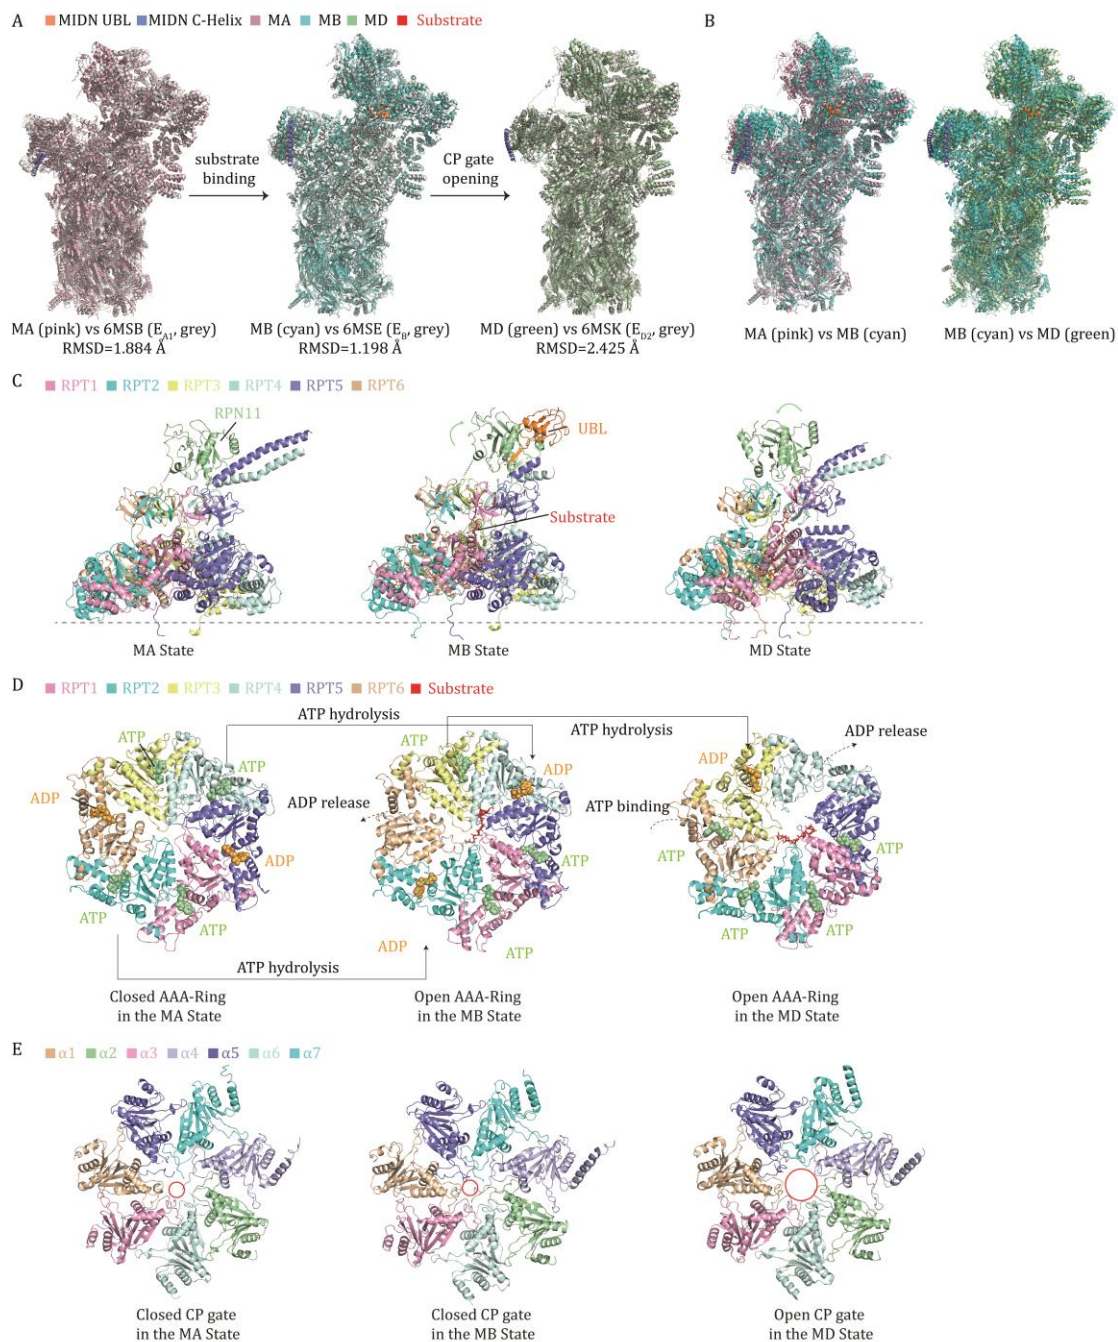 A
MIDN UBL MIDN C-Helix MA MB MD Substrate
B
substrate
binding
CP gate
opening
MA (pink) vs 6MSB (E_A1, grey)
RMSD=1.884 Å
MB (cyan) vs 6MSE (E_B, grey)
RMSD=1.198 Å
MD (green) vs 6MSK (E_D2, grey)
RMSD=2.425 Å
MA (pink) vs MB (cyan)
MB (cyan) vs MD (green)
C
RPT1 RPT2 RPT3 RPT4 RPT5 RPT6
RPN11
UBL
Substrate
MA State
MB State
MD State
D
RPT1 RPT2 RPT3 RPT4 RPT5 RPT6 Substrate
ATP hydrolysis
ATP hydrolysis
ATP
ATP
ADP
ADP
ATP
ATP
ADP release
ATP
ADP
ATP
ADP
ATP
ADP release
ADP
ATP binding
ATP
ATP
ATP
ATP
ATP hydrolysis
Closed AAA-Ring
in the MA State
Open AAA-Ring
in the MB State
Open AAA-Ring
in the MD State
E
α1 α2 α3 α4 α5 α6 α7
Closed CP gate
in the MA State
Closed CP gate
in the MB State
Open CP gate
in the MD State